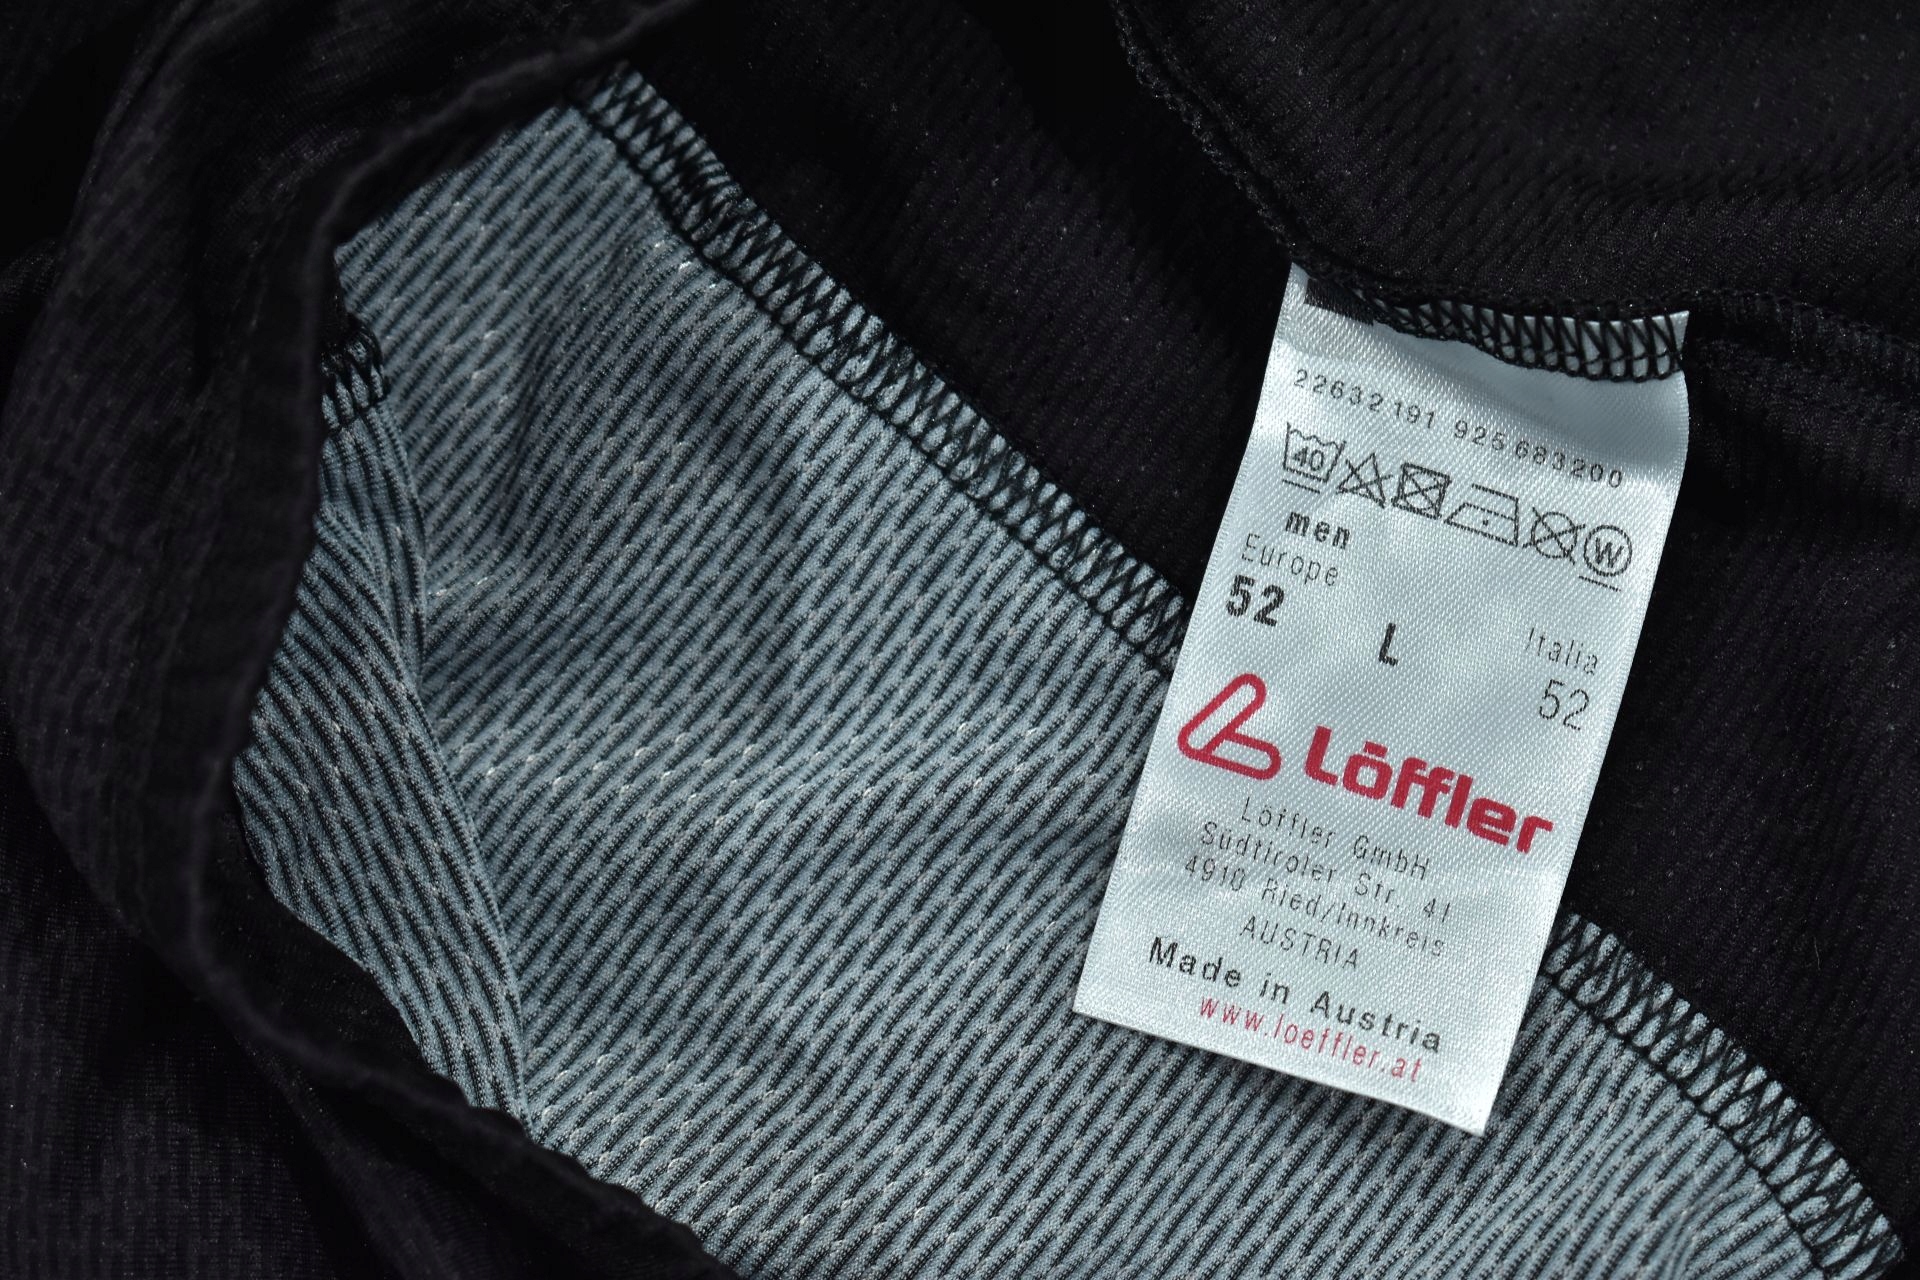 22632191 925 683200
40
W
men
Europe
52
L
Italia
52
Löffler
Löffler GmbH
Südtiroler Str. 41
4910 Ried/Innkreis
AUSTRIA
Made in Austria
www.loeffler.at